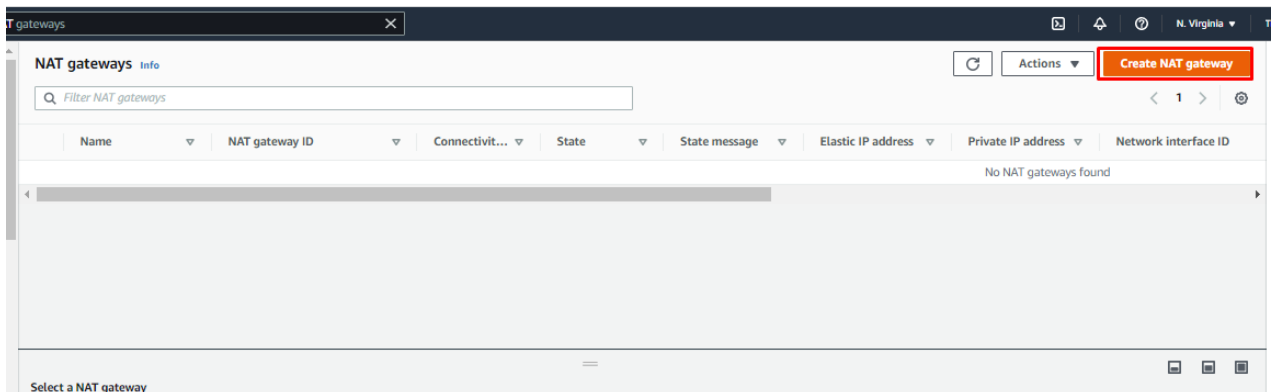 T gateways
N. Virginia
T
NAT gateways Info
Actions
Create NAT gateway
Filter NAT gateways
1
Name NAT gateway ID Connectivit... State State message Elastic IP address Private IP address Network interface ID
No NAT gateways found
Select a NAT gateway